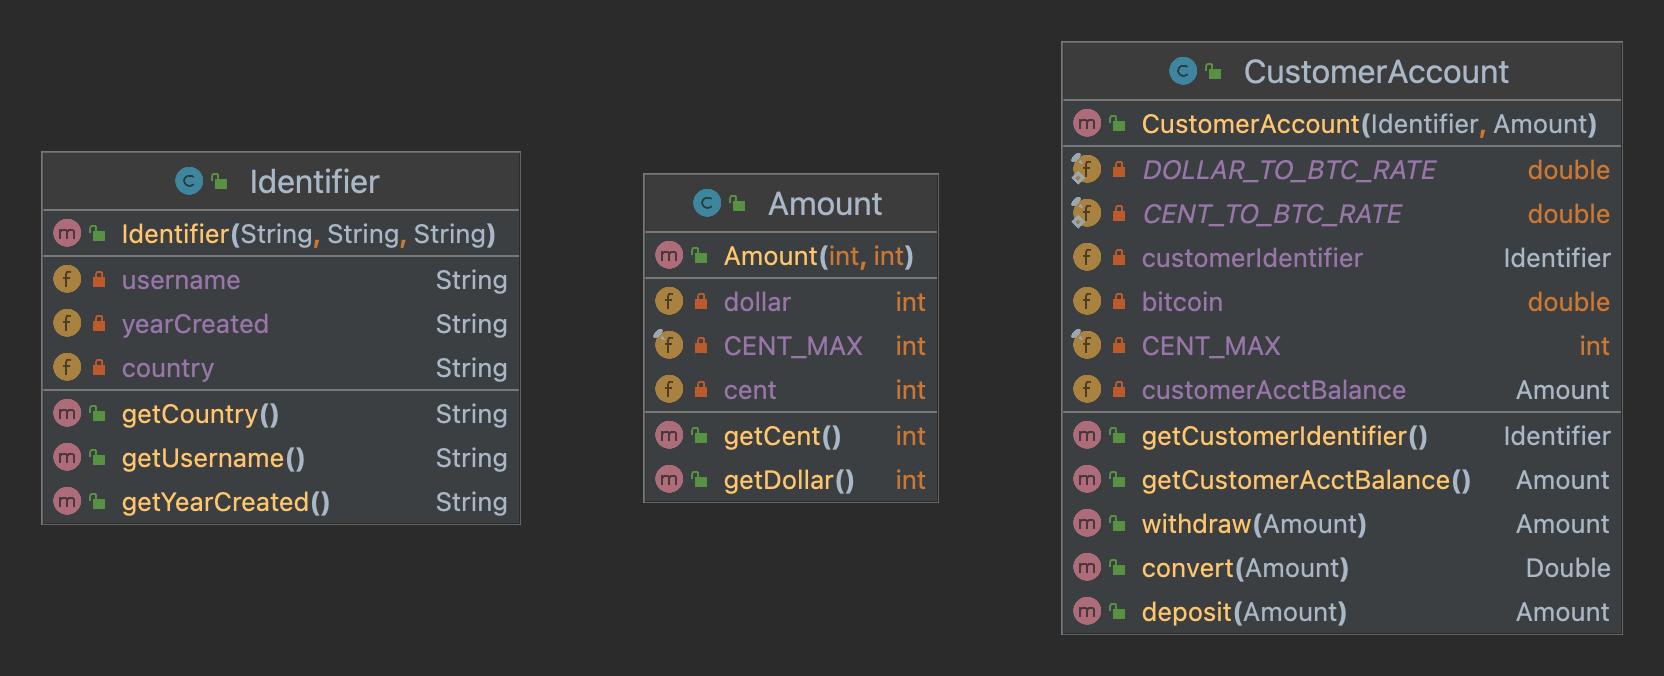 Identifier
Identifier(String, String, String)
username String
yearCreated String
country String
getCountry() String
getUsername() String
getYearCreated() String
Amount
Amount(int, int)
dollar int
CENT_MAX int
cent int
getCent() int
getDollar() int
CustomerAccount
CustomerAccount(Identifier, Amount)
DOLLAR_TO_BTC_RATE double
CENT_TO_BTC_RATE double
customerIdentifier Identifier
bitcoin double
CENT_MAX int
customerAcctBalance Amount
getCustomerIdentifier() Identifier
getCustomerAcctBalance() Amount
withdraw(Amount) Amount
convert(Amount) Double
deposit(Amount) Amount